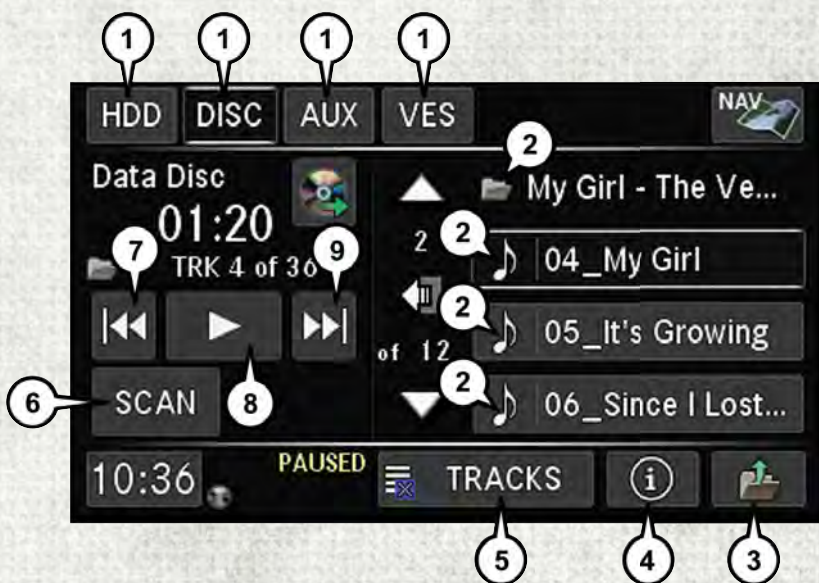 1 1 1 1
HDD DISC AUX VES NAV
2
Data Disc My Girl - The Ve...
01:20
7 9 2 2
TRK 4 of 36 04_My Girl
2
of 12 05_It's Growing
2
6 SCAN 8 06_Since I Lost...
10:36 PAUSED TRACKS i
5 4 3